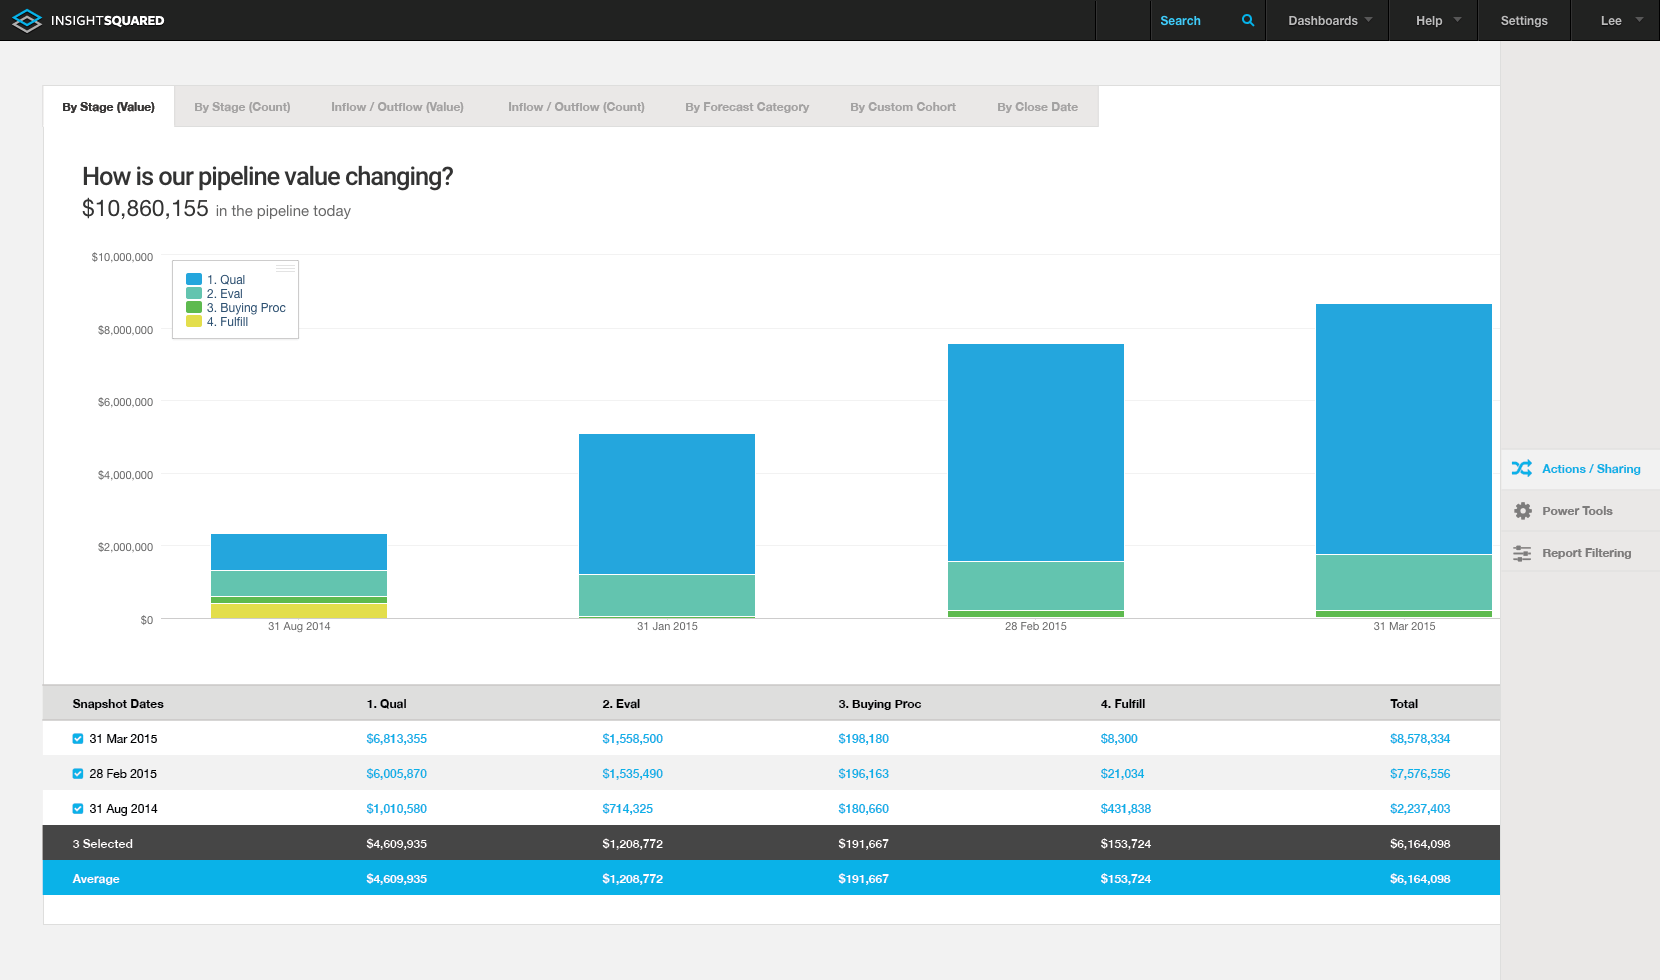 INSIGHTSQUARED
Search Dashboards Help Settings Lee
By Stage (Value) By Stage (Count) Inflow / Outflow (Value) Inflow / Outflow (Count) By Forecast Category By Custom Cohort By Close Date
How is our pipeline value changing?
$10,860,155 in the pipeline today
$10,000,000
$8,000,000
$6,000,000
$4,000,000
$2,000,000
$0
1. Qual
2. Eval
3. Buying Proc
4. Fulfill
31 Aug 2014 31 Jan 2015 28 Feb 2015 31 Mar 2015
Actions / Sharing
Power Tools
Report Filtering
Snapshot Dates 1. Qual 2. Eval 3. Buying Proc 4. Fulfill Total
31 Mar 2015 $6,813,355 $1,558,500 $198,180 $8,300 $8,578,334
28 Feb 2015 $6,005,870 $1,535,490 $196,163 $21,034 $7,576,556
31 Aug 2014 $1,010,580 $714,325 $180,660 $431,838 $2,237,403
3 Selected $4,609,935 $1,208,772 $191,667 $153,724 $6,164,098
Average $4,609,935 $1,208,772 $191,667 $153,724 $6,164,098